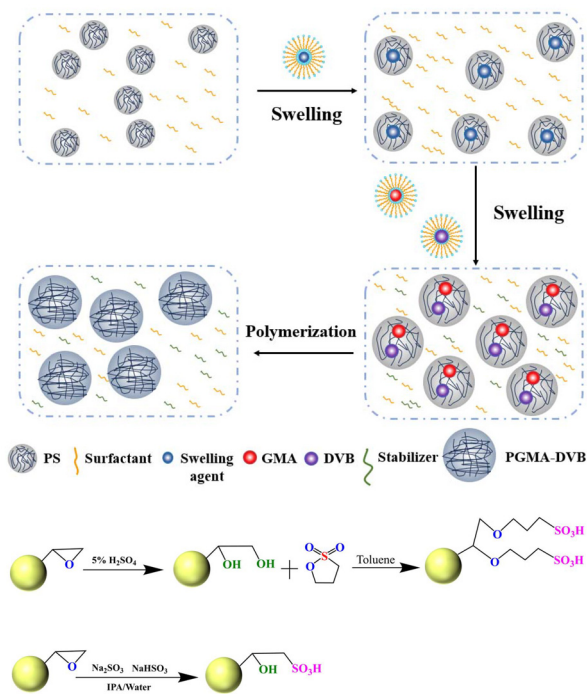 Swelling
Swelling
Polymerization
PS Surfactant Swelling agent GMA DVB Stabilizer PGMA-DVB
O
5% H₂SO₄
OH
OH
+
O
S
O
O
Toluene
O
SO₃H
O
SO₃H
O
Na₂SO₃ NaHSO₃
IPA/Water
OH
SO₃H